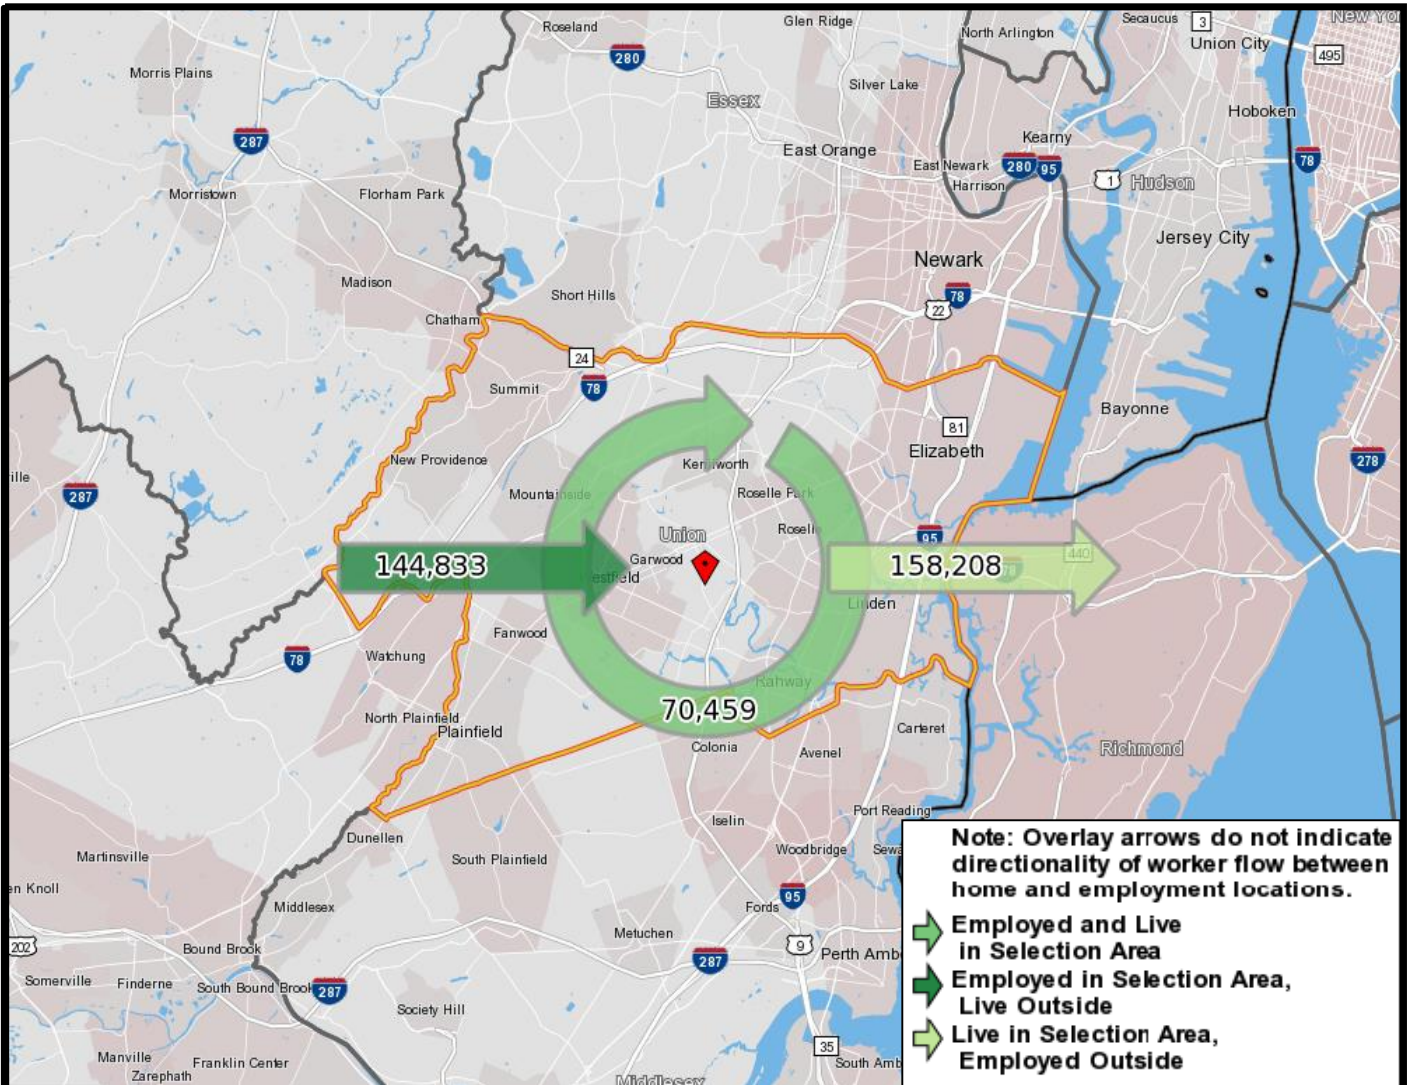 Roseland
Glen Ridge
Secaucus
3
North Arlington
Union City
495
280
Morris Plains
Silver Lake
Essex
Hoboken
287
Kearny
East Orange
78
East Newark
280
95
1
Hudson
Harrison
Morristown
Florham Park
Jersey City
Newark
Madison
78
Short Hills
22
Chatham
24
Summit
78
Bayonne
81
Elizabeth
New Providence
278
287
Mountainside
Roselle Park
Union
95
Garwood
440
144,833
158,208
Linden
Fanwood
78
Watchung
Rahway
70,459
North Plainfield
Plainfield
Carteret
Colonia
Avenel
Richmond
Port Reading
Iselin
Dunellen
Woodbridge
Martinsville
South Plainfield
95
Fords
Middlesex
Metuchen
9
202
Bound Brook
287
Somerville
Finderne
South Bound Brook
287
Society Hill
35
Manville
Franklin Center
Zarephath
Middlesex
Note: Overlay arrows do not indicate
directionality of worker flow between
home and employment locations.
Employed and Live
in Selection Area
Employed in Selection Area,
Live Outside
Live in Selection Area,
Employed Outside